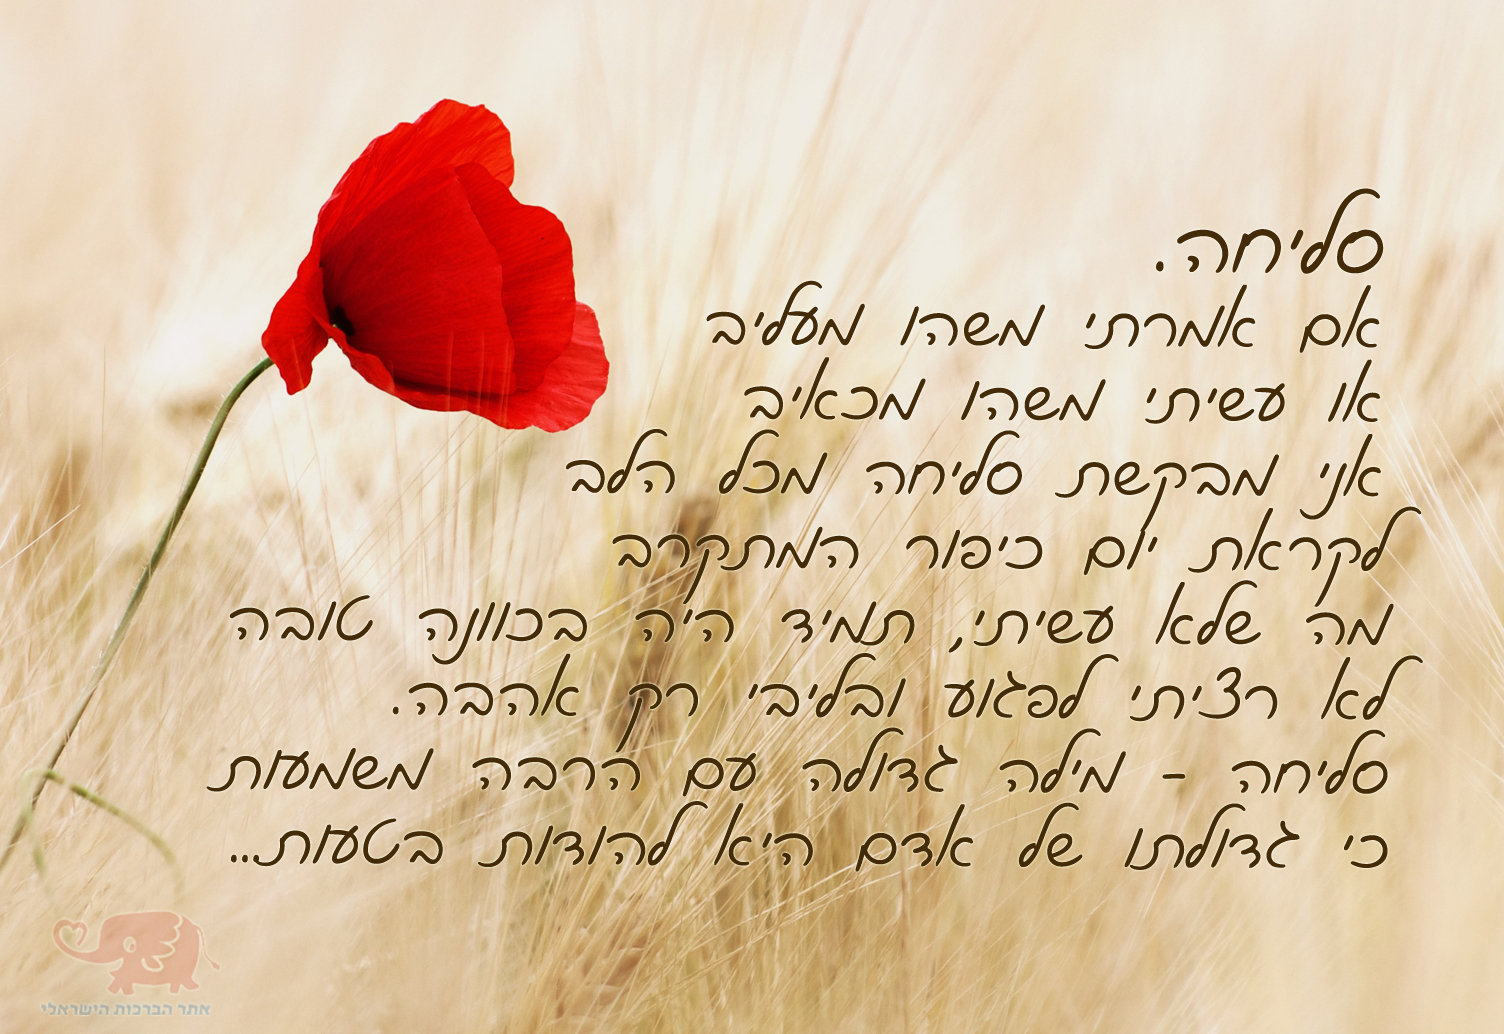 סליחה.
אם אמרתי משהו מעליב
או עשיתי משהו מכאיב
אני מבקשת סליחה מכל הלב
לקראת יום כיפור המתקרב
מה שלא עשיתי, תמיד היה בכוונה טובה
לא רציתי לפגוע ובליבי רק אהבה.
סליחה - מילה גדולה עם הרבה משמעות
כי גדולתו של אדם היא להודות בטעות...
אתר הברכות הישראלי